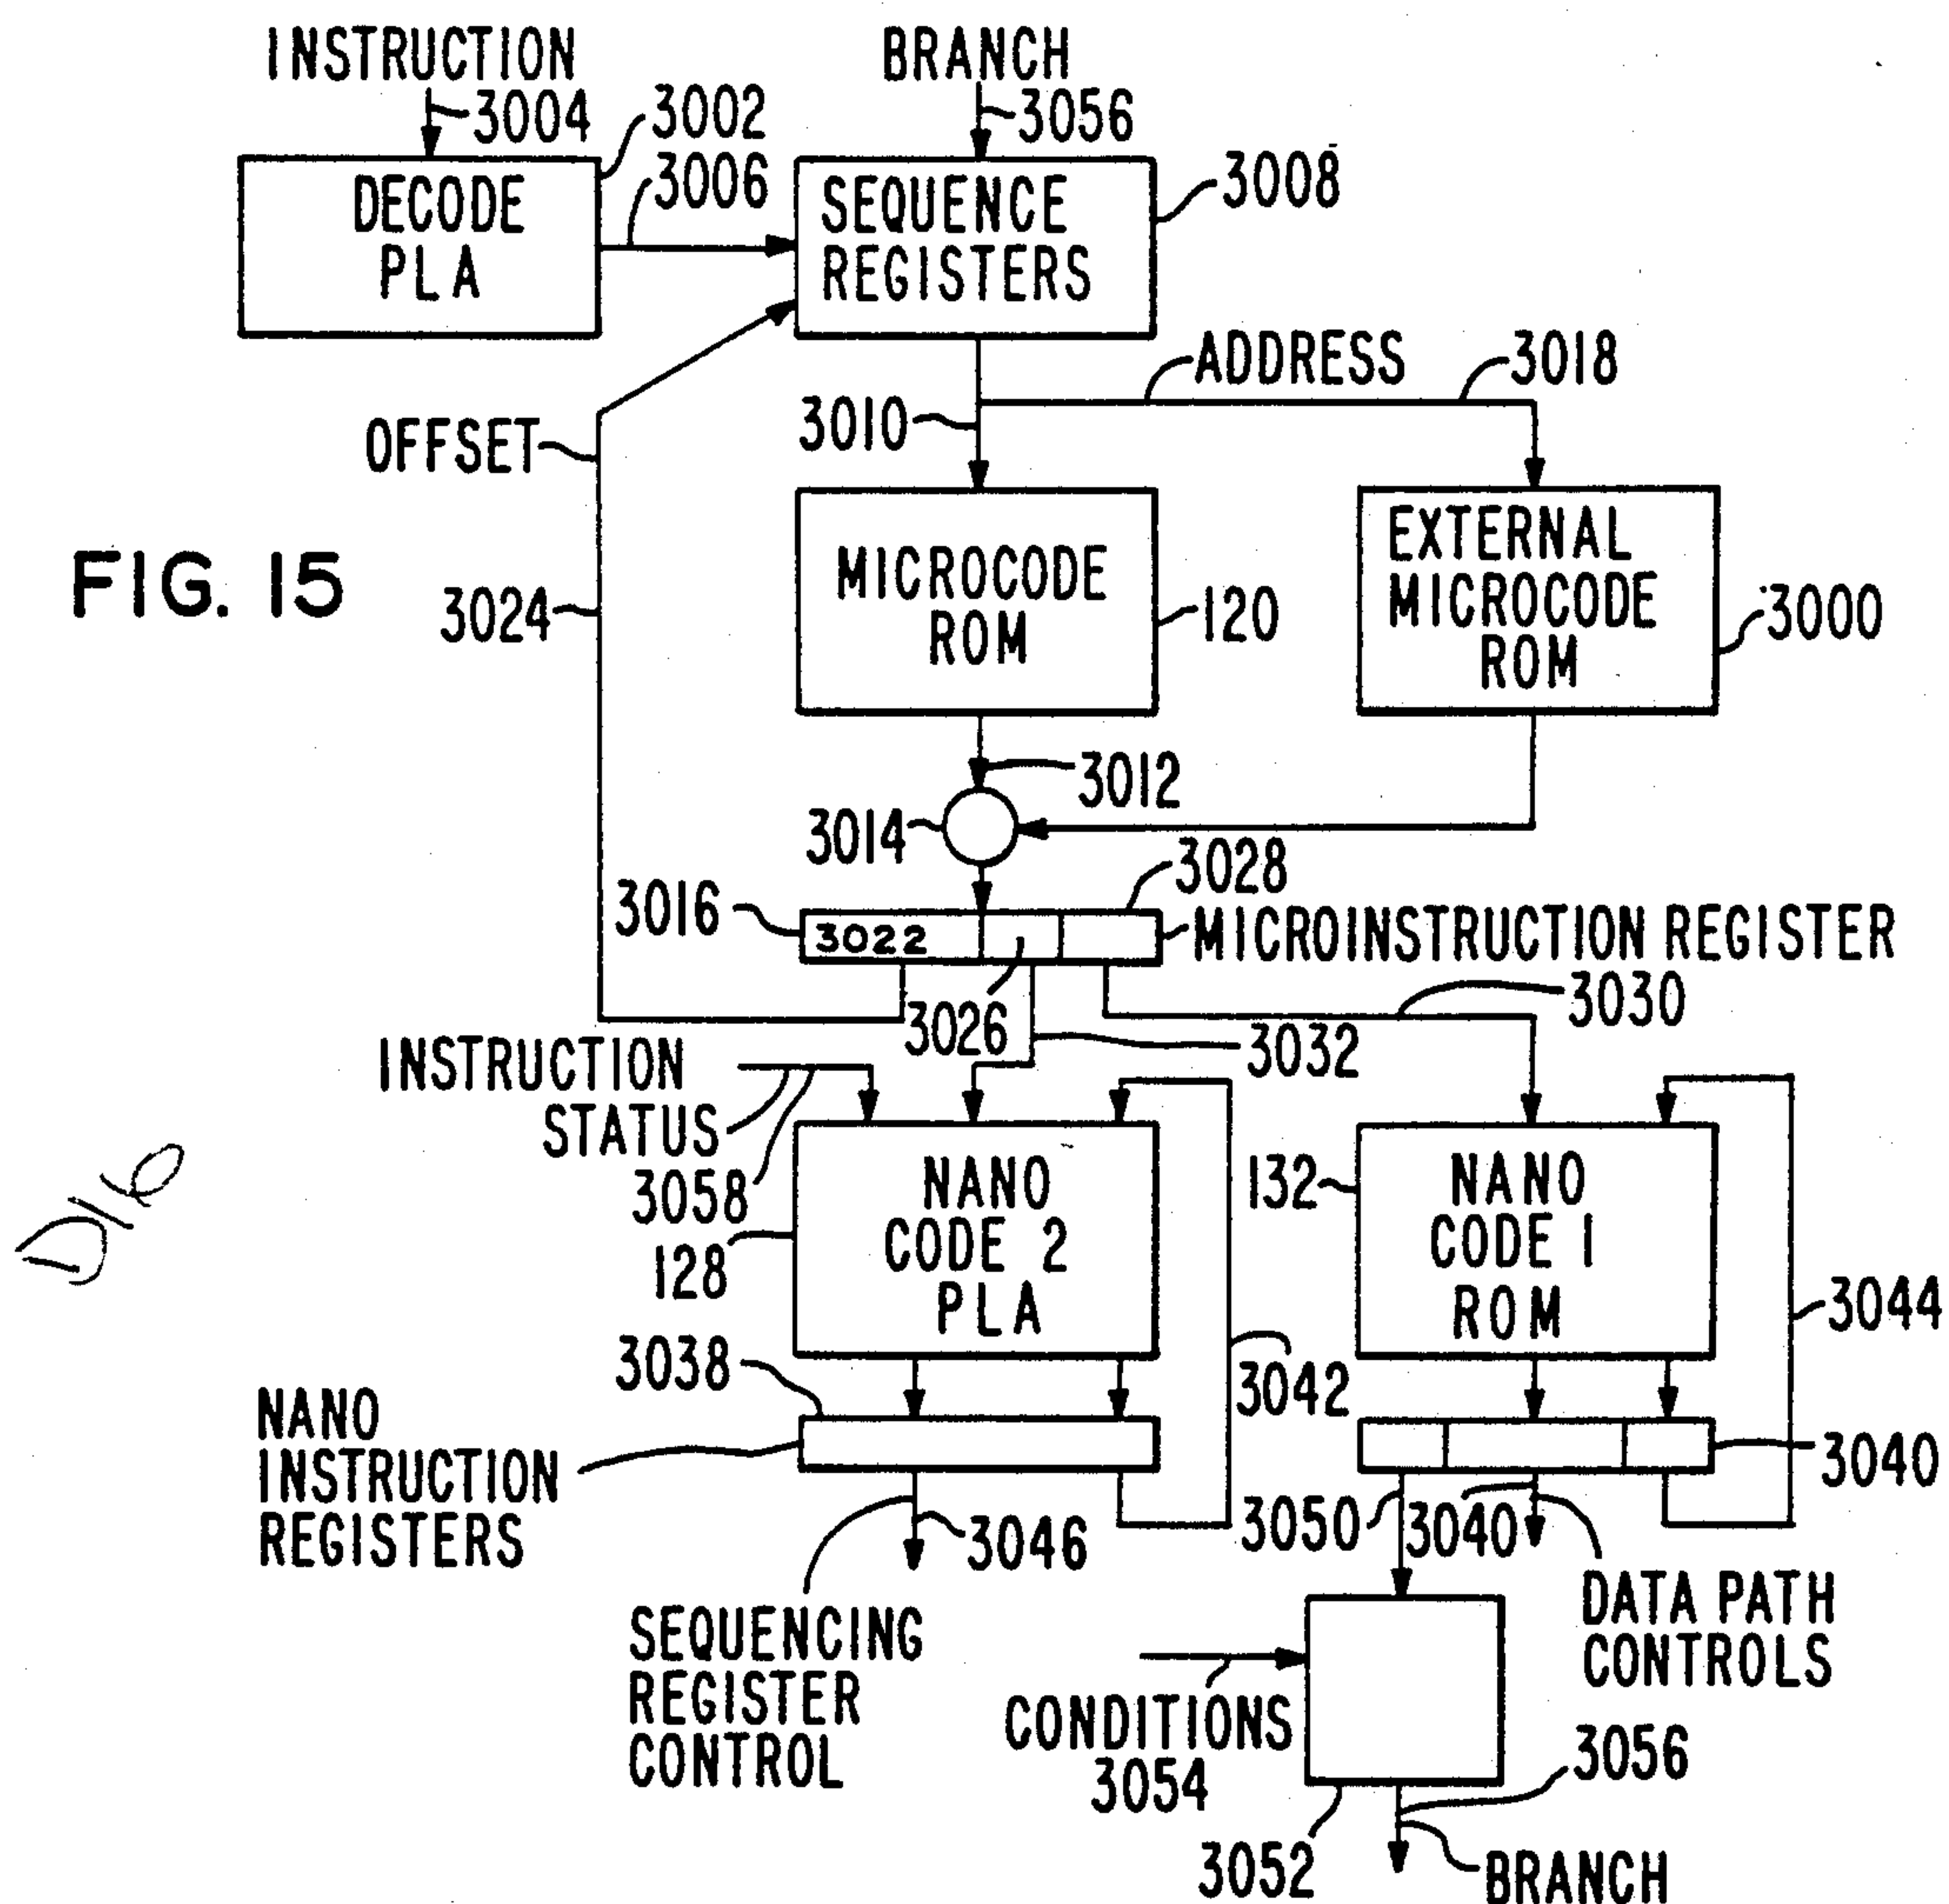 INSTRUCTION
3004
3002
3006
DECODE
PLA
BRANCH
3056
SEQUENCE
REGISTERS
3008
ADDRESS
3018
3010
OFFSET
3024
FIG. 15
MICROCODE
ROM
120
EXTERNAL
MICROCODE
ROM
3000
3012
3014
3028
3016
3022
MICROINSTRUCTION REGISTER
3026
3030
3032
INSTRUCTION
STATUS
3058
128
NANO
CODE 2
PLA
132
NANO
CODE 1
ROM
3044
3042
3038
NANO
INSTRUCTION
REGISTERS
3040
3046
3050
3040
SEQUENCING
REGISTER
CONTROL
DATA PATH
CONTROLS
CONDITIONS
3054
3056
3052
BRANCH